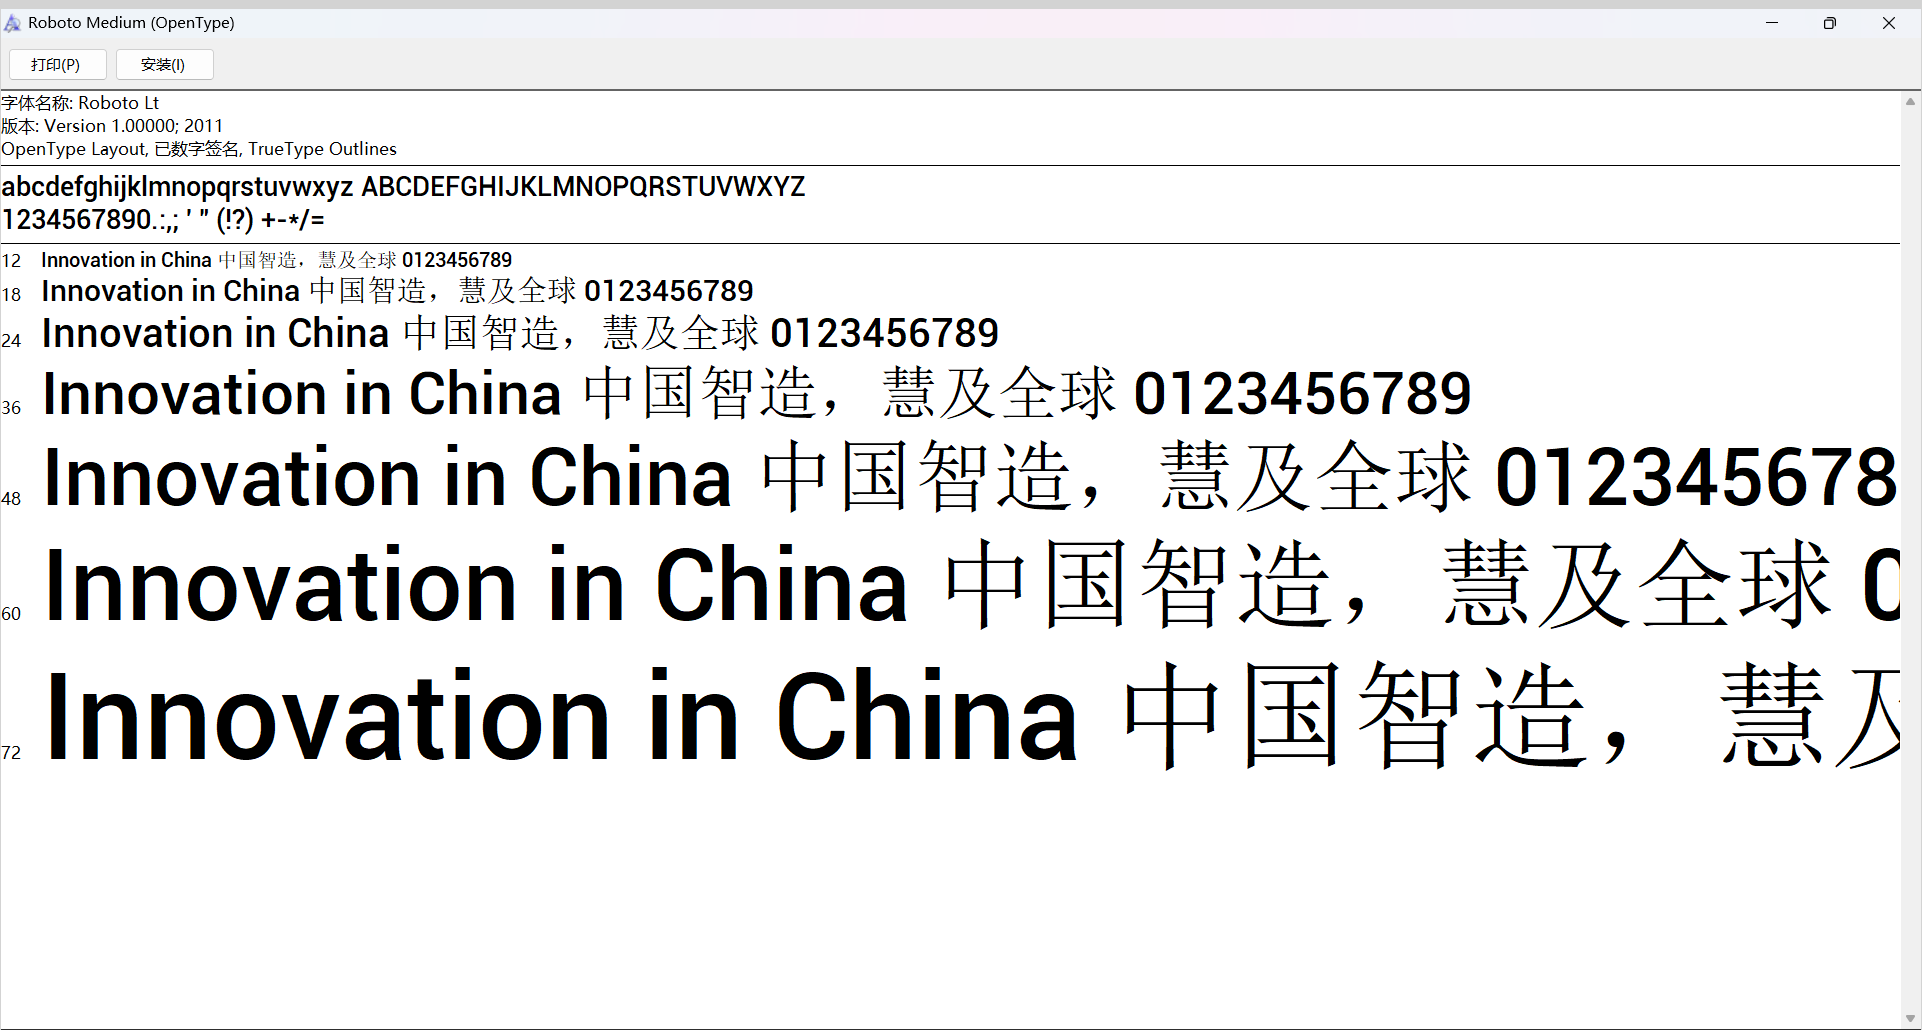 Roboto Medium (OpenType)
打印(P) 安装(I)
字体名称: Roboto Lt
版本: Version 1.00000; 2011
OpenType Layout, 已数字签名, TrueType Outlines
abcdefghijklmnopqrstuvwxyz ABCDEFGHIJKLMNOPQRSTUVWXYZ
1234567890.:,; ' " (!?) +-*/=
12 Innovation in China 中国智造，慧及全球 0123456789
18 Innovation in China 中国智造，慧及全球 0123456789
24 Innovation in China 中国智造，慧及全球 0123456789
36 Innovation in China 中国智造，慧及全球 0123456789
48 Innovation in China 中国智造，慧及全球 012345678
60 Innovation in China 中国智造，慧及全球 0
72 Innovation in China 中国智造，慧及